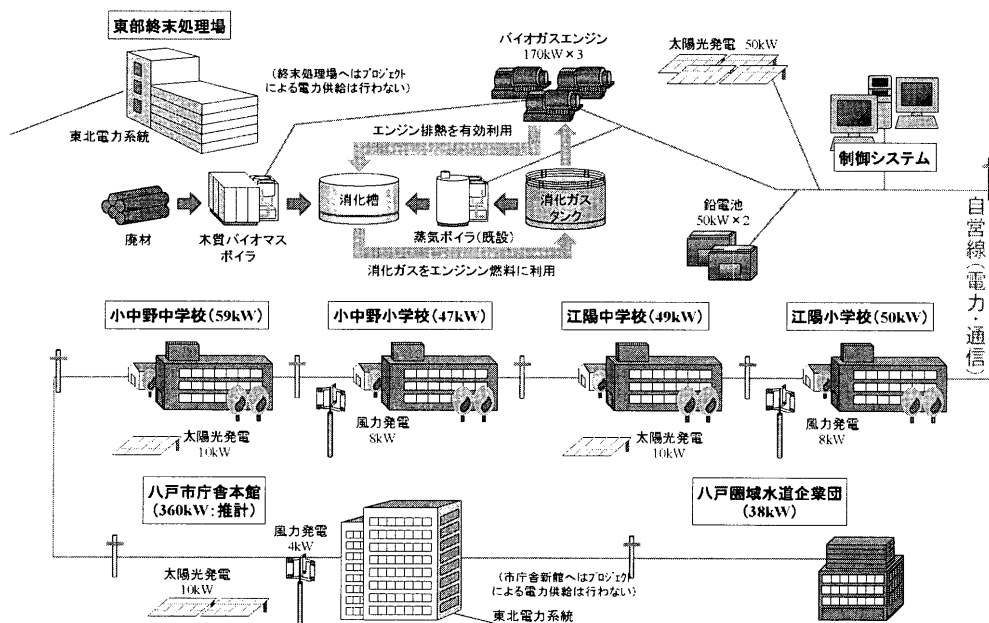 東部終末処理場
バイオガスエンジン
170kW×3
太陽光発電 50kW
(終末処理場へはプロジェクト
による電力供給は行わない)
東北電力系統
エンジン排熱を有効利用
制御システム
消化槽
消化ガス
タンク
鉛電池
50kW×2
廃材
木質バイオマス
ボイラ
蒸気ボイラ(既設)
消化ガスをエンジンン燃料に利用
自営線(電力・通信)
小中野中学校(59kW)
小中野小学校(47kW)
江陽中学校(49kW)
江陽小学校(50kW)
太陽光発電
10kW
風力発電
8kW
太陽光発電
10kW
風力発電
8kW
八戸市庁舎本館
(360kW:推計)
八戸圏域水道企業団
(38kW)
風力発電
4kW
太陽光発電
10kW
(市庁舎新館へはプロジェクト
による電力供給は行わない)
東北電力系統